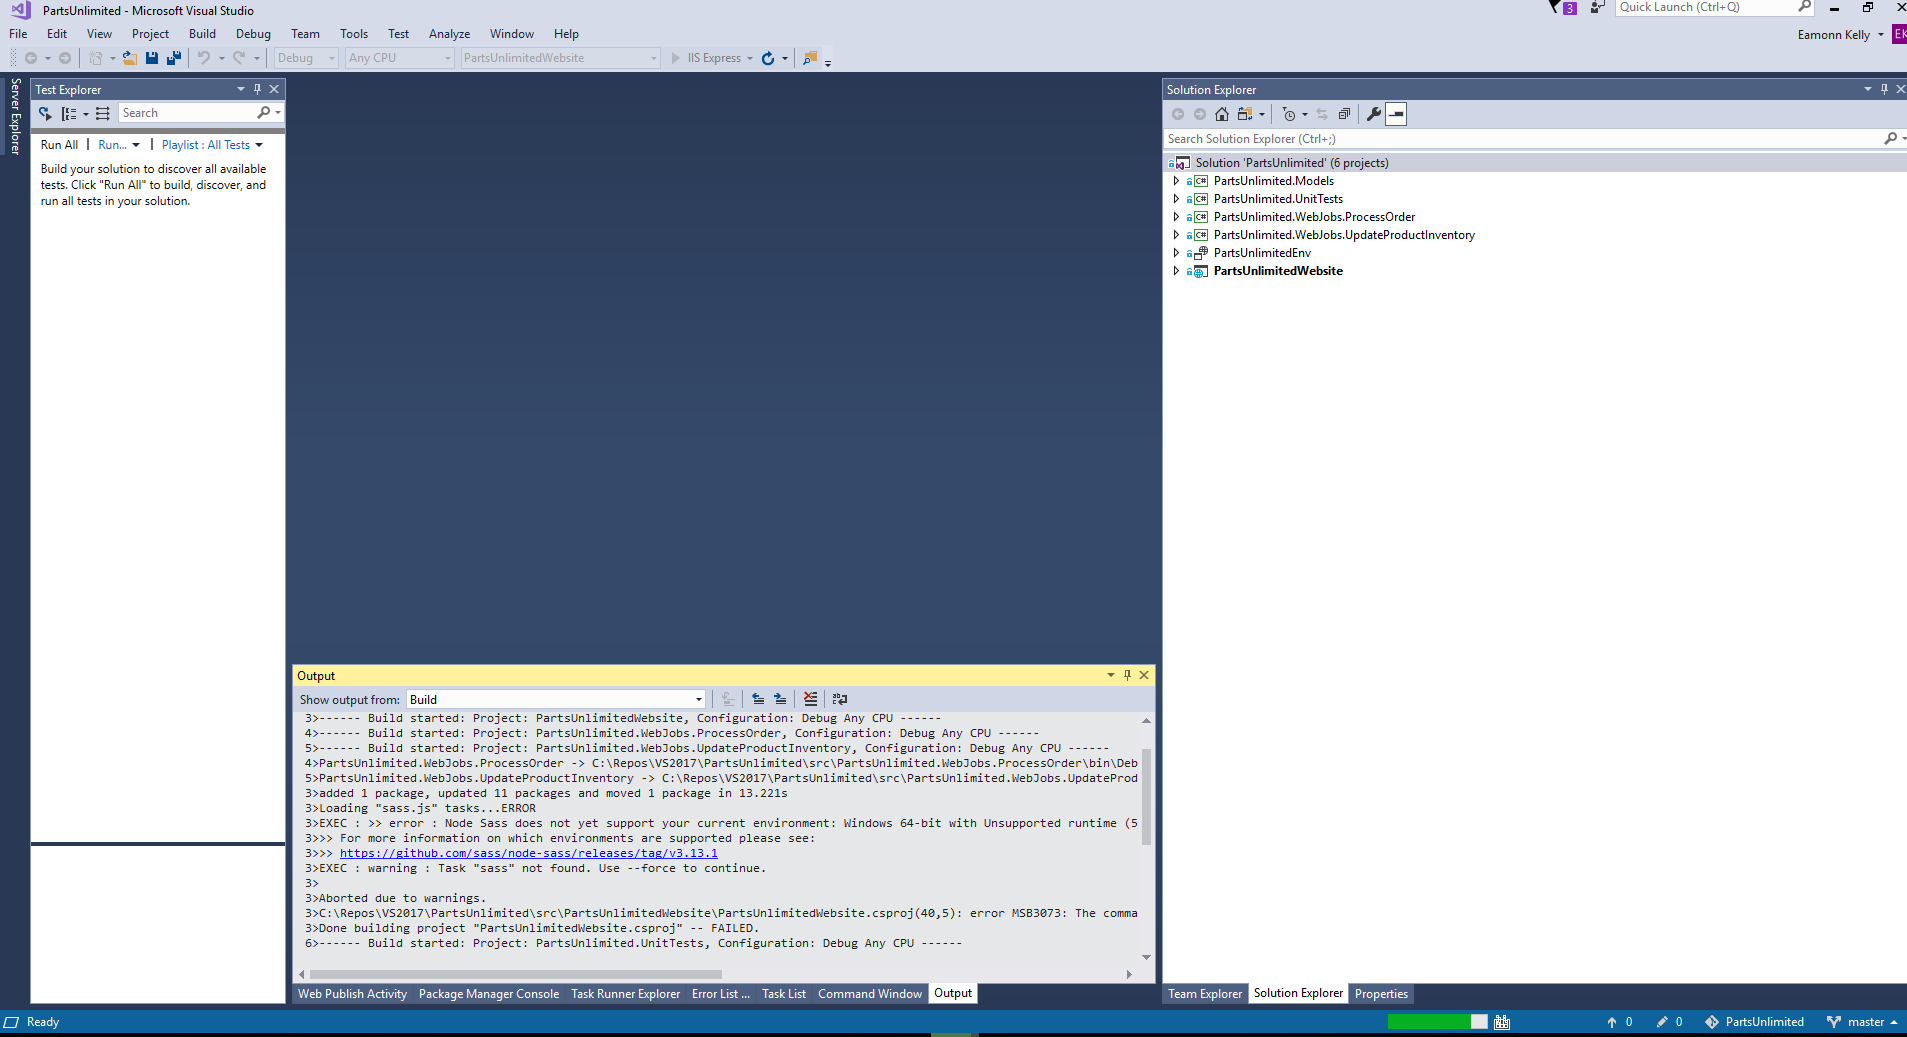 PartsUnlimited - Microsoft Visual Studio
3
Quick Launch (Ctrl+Q)
File Edit View Project Build Debug Team Tools Test Analyze Window Help
Eamonn Kelly
EK
Debug Any CPU PartsUnlimitedWebsite IIS Express
Server Explorer
Test Explorer
Search
Run All | Run... | Playlist : All Tests
Build your solution to discover all available
tests. Click "Run All" to build, discover, and
run all tests in your solution.
Output
Show output from: Build
3>------ Build started: Project: PartsUnlimitedWebsite, Configuration: Debug Any CPU ------
4>------ Build started: Project: PartsUnlimited.WebJobs.ProcessOrder, Configuration: Debug Any CPU ------
5>------ Build started: Project: PartsUnlimited.WebJobs.UpdateProductInventory, Configuration: Debug Any CPU ------
4>PartsUnlimited.WebJobs.ProcessOrder -> C:\Repos\VS2017\PartsUnlimited\src\PartsUnlimited.WebJobs.ProcessOrder\bin\Deb
5>PartsUnlimited.WebJobs.UpdateProductInventory -> C:\Repos\VS2017\PartsUnlimited\src\PartsUnlimited.WebJobs.UpdateProd
3>added 1 package, updated 11 packages and moved 1 package in 13.221s
3>Loading "sass.js" tasks...ERROR
3>EXEC : >> error : Node Sass does not yet support your current environment: Windows 64-bit with Unsupported runtime (5
3>>> For more information on which environments are supported please see:
3>>> https://github.com/sass/node-sass/releases/tag/v3.13.1
3>EXEC : warning : Task "sass" not found. Use --force to continue.
3>
3>Aborted due to warnings.
3>C:\Repos\VS2017\PartsUnlimited\src\PartsUnlimitedWebsite\PartsUnlimitedWebsite.csproj(40,5): error MSB3073: The comma
3>Done building project "PartsUnlimitedWebsite.csproj" -- FAILED.
6>------ Build started: Project: PartsUnlimited.UnitTests, Configuration: Debug Any CPU ------
Web Publish Activity Package Manager Console Task Runner Explorer Error List ... Task List Command Window Output
Solution Explorer
Search Solution Explorer (Ctrl+;)
Solution 'PartsUnlimited' (6 projects)
C# PartsUnlimited.Models
C# PartsUnlimited.UnitTests
C# PartsUnlimited.WebJobs.ProcessOrder
C# PartsUnlimited.WebJobs.UpdateProductInventory
PartsUnlimitedEnv
PartsUnlimitedWebsite
Team Explorer Solution Explorer Properties
Ready
0 0 PartsUnlimited master